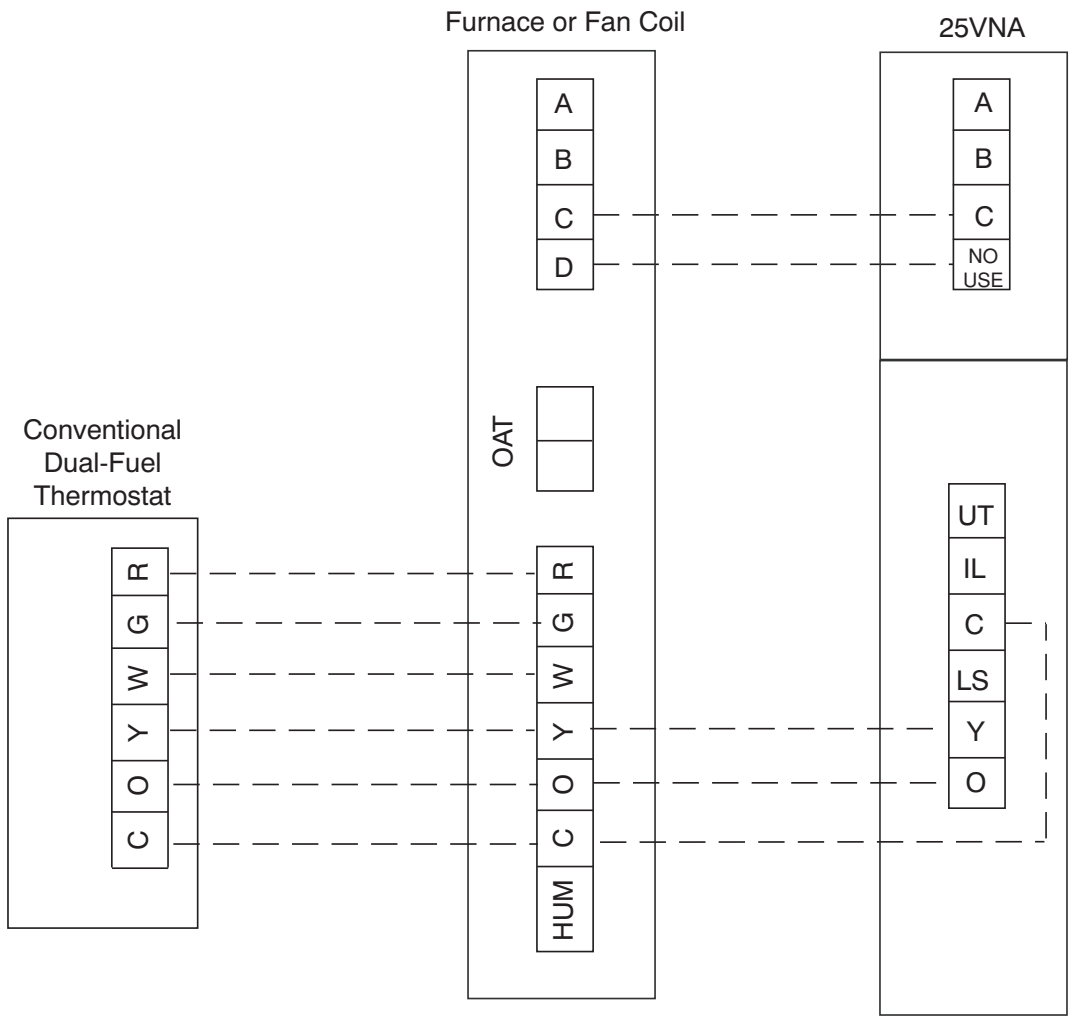 Furnace or Fan Coil
25VNA
A
B
C
D
A
B
C
NO
USE
OAT
Conventional
Dual-Fuel
Thermostat
R
G
W
Y
O
C
R
G
W
Y
O
C
HUM
UT
IL
C
LS
Y
O